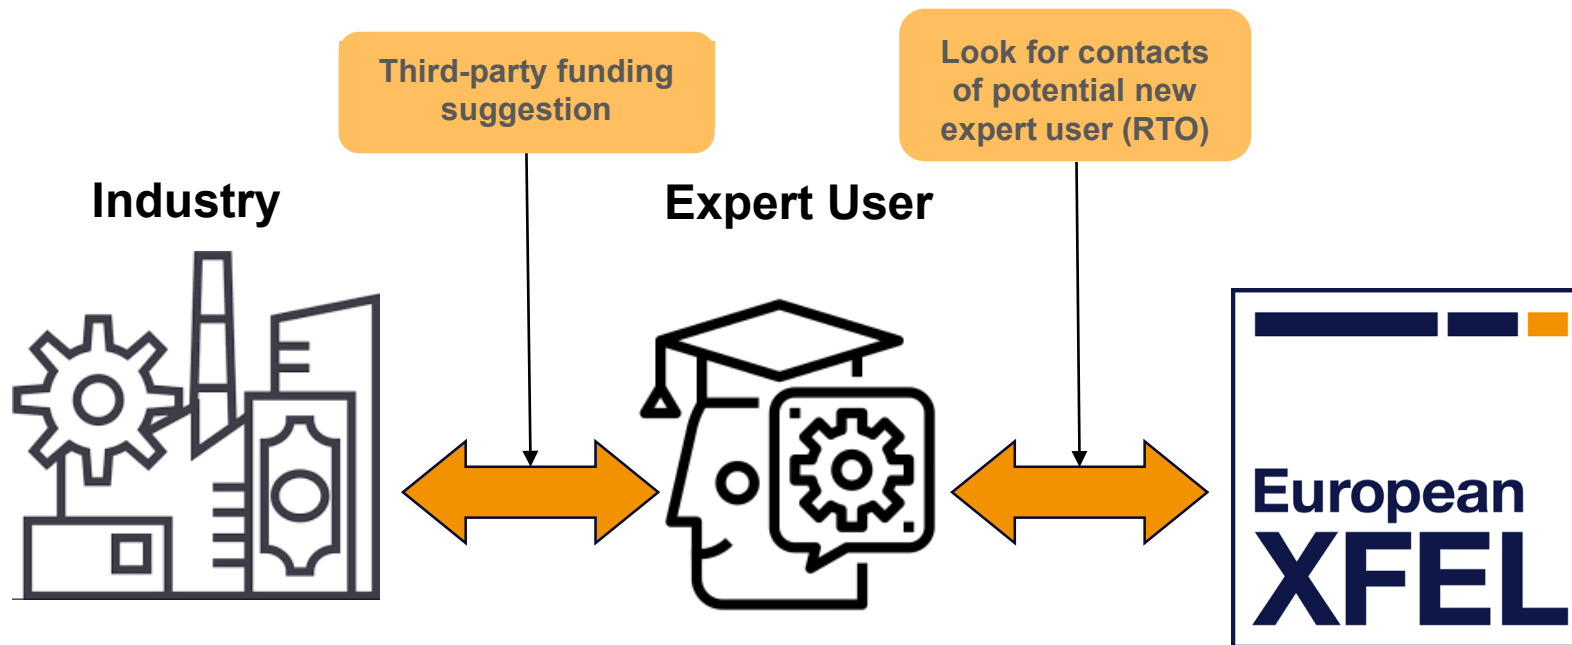 Third-party funding
suggestion
Look for contacts
of potential new
expert user (RTO)
Industry
Expert User
European
XFEL